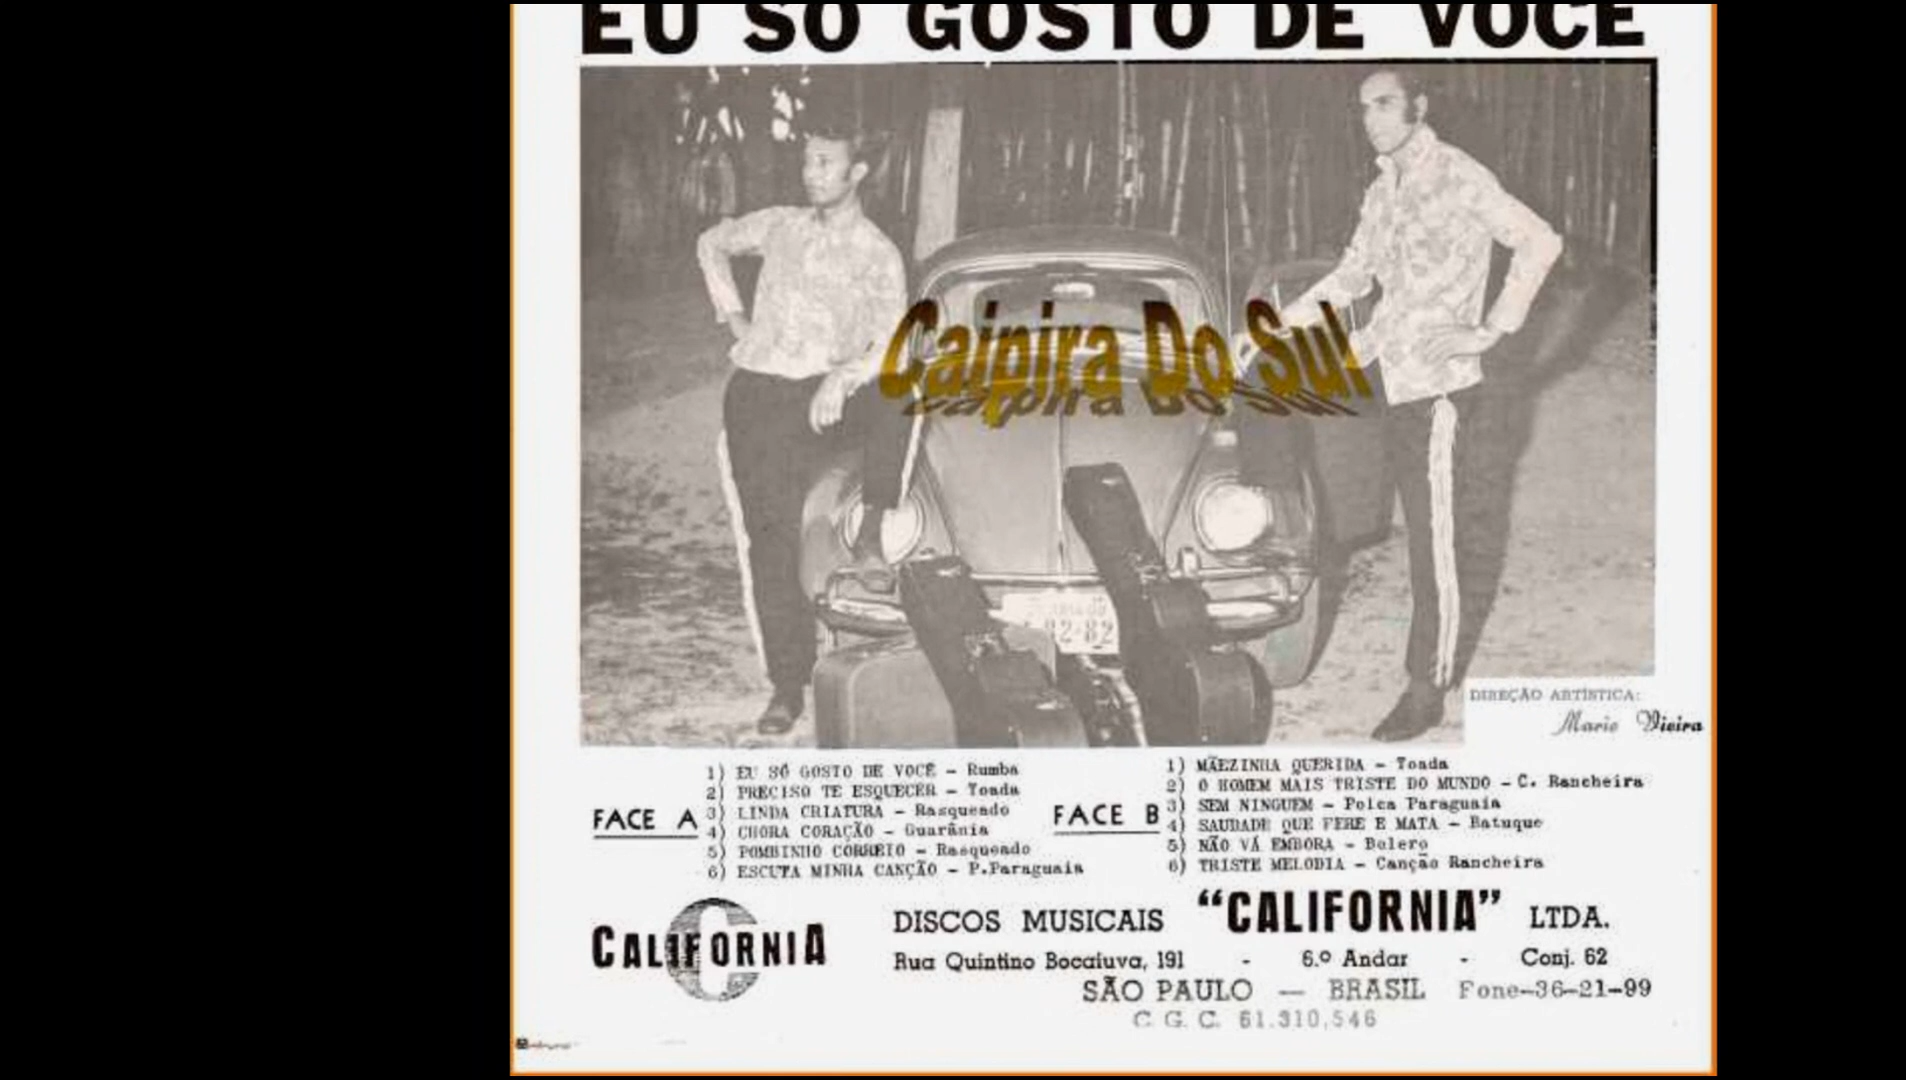 EU SÓ GOSTO DE VOCÊ
Caipira Do Sul
82-82
DIREÇÃO ARTÍSTICA:
Mario Vieira
FACE A
1) EU SÓ GOSTO DE VOCÊ - Rumba
2) PRECISO TE ESQUECER - Toada
3) LINDA CRIATURA - Rasqueado
4) CHORA CORAÇÃO - Guarânia
5) POMBINHO CORREIO - Rasqueado
6) ESCUTA MINHA CANÇÃO - P.Paraguaia
FACE B
1) MÃEZINHA QUERIDA - Toada
2) O HOMEM MAIS TRISTE DO MUNDO - C. Rancheira
3) SEM NINGUEM - Polca Paraguaia
4) SAUDADE QUE FERE E MATA - Batuque
5) NÃO VÁ EMBORA - Bolero
6) TRISTE MELODIA - Canção Rancheira
CALIFORNIA
DISCOS MUSICAIS "CALIFORNIA" LTDA.
Rua Quintino Bocaiuva, 191 - 6.º Andar - Conj. 62
SÃO PAULO — BRASIL Fone-36-21-99
C. G. C. 61.310,546